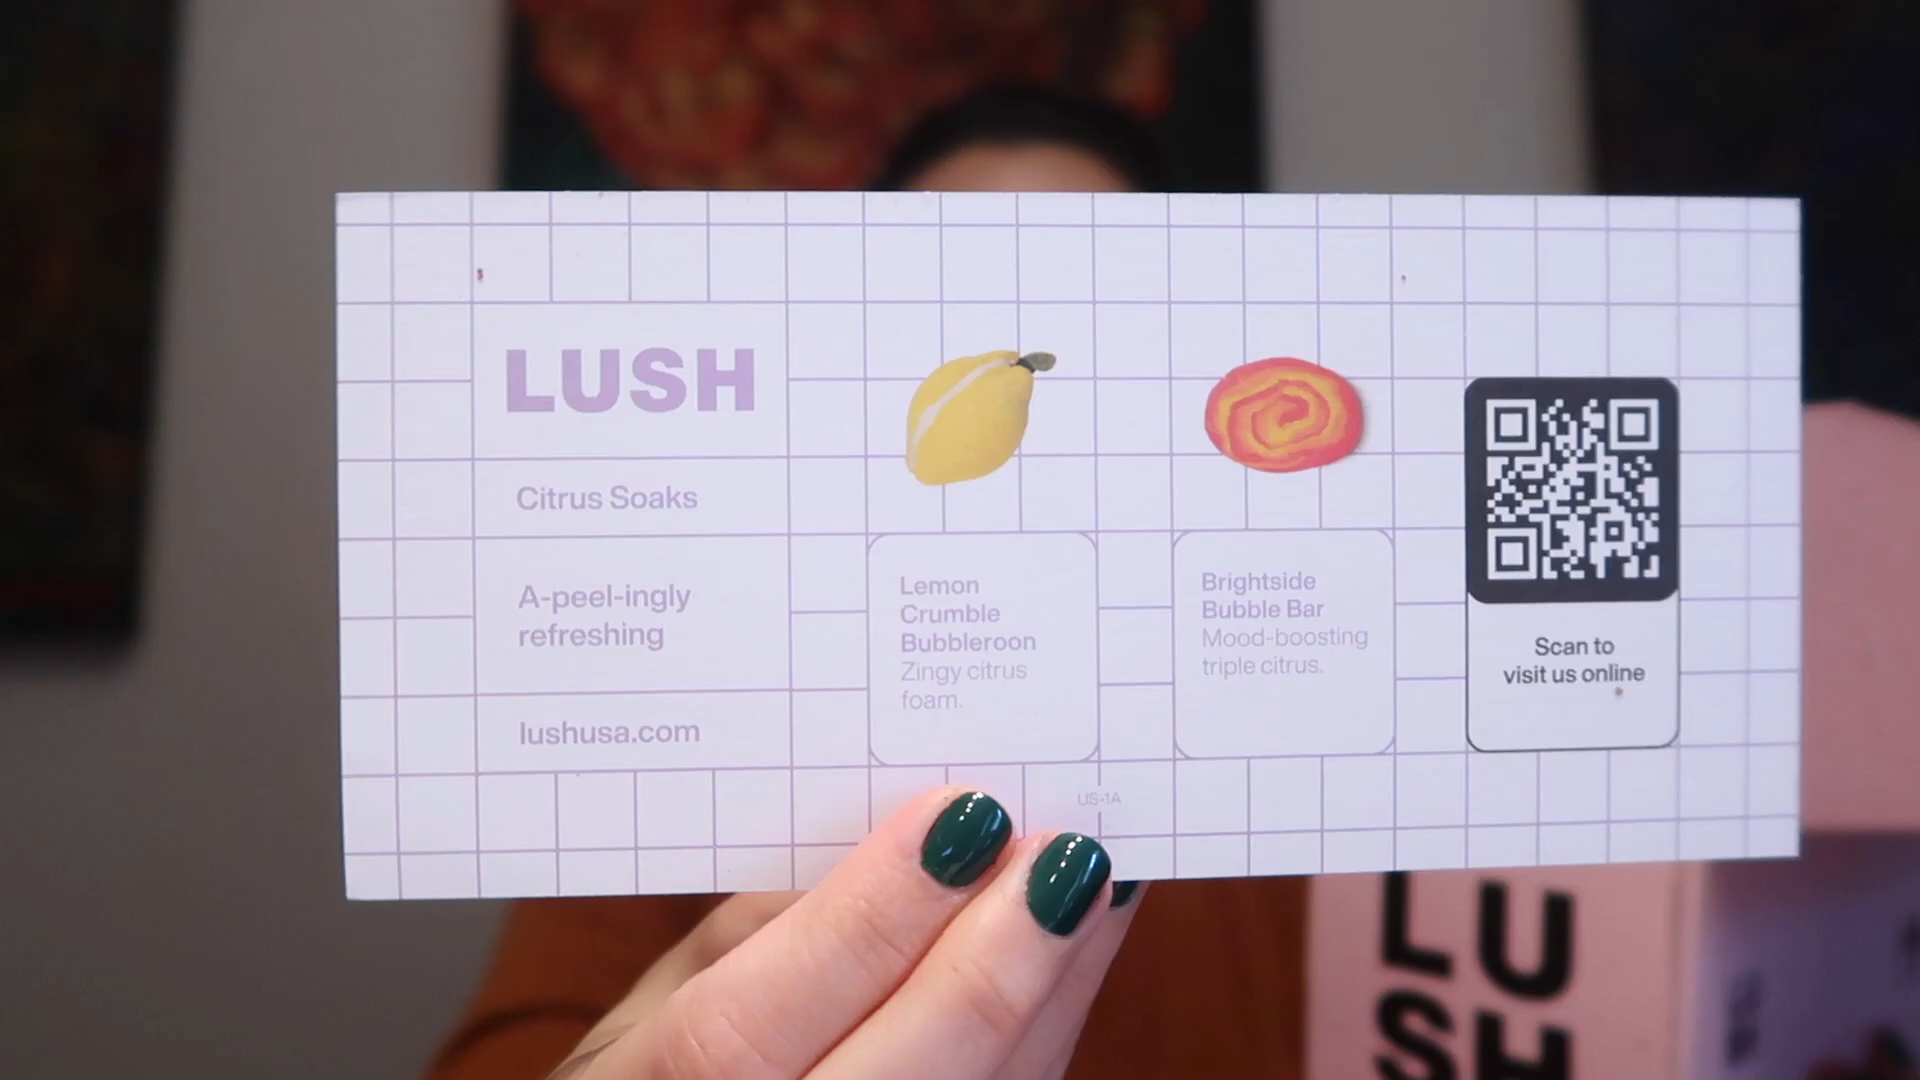 LUSH
Citrus Soaks
A-peel-ingly
refreshing
lushusa.com
Lemon
Crumble
Bubbleroon
Zingy citrus
foam.
Brightside
Bubble Bar
Mood-boosting
triple citrus.
Scan to
visit us online
US-1A
LU
SH